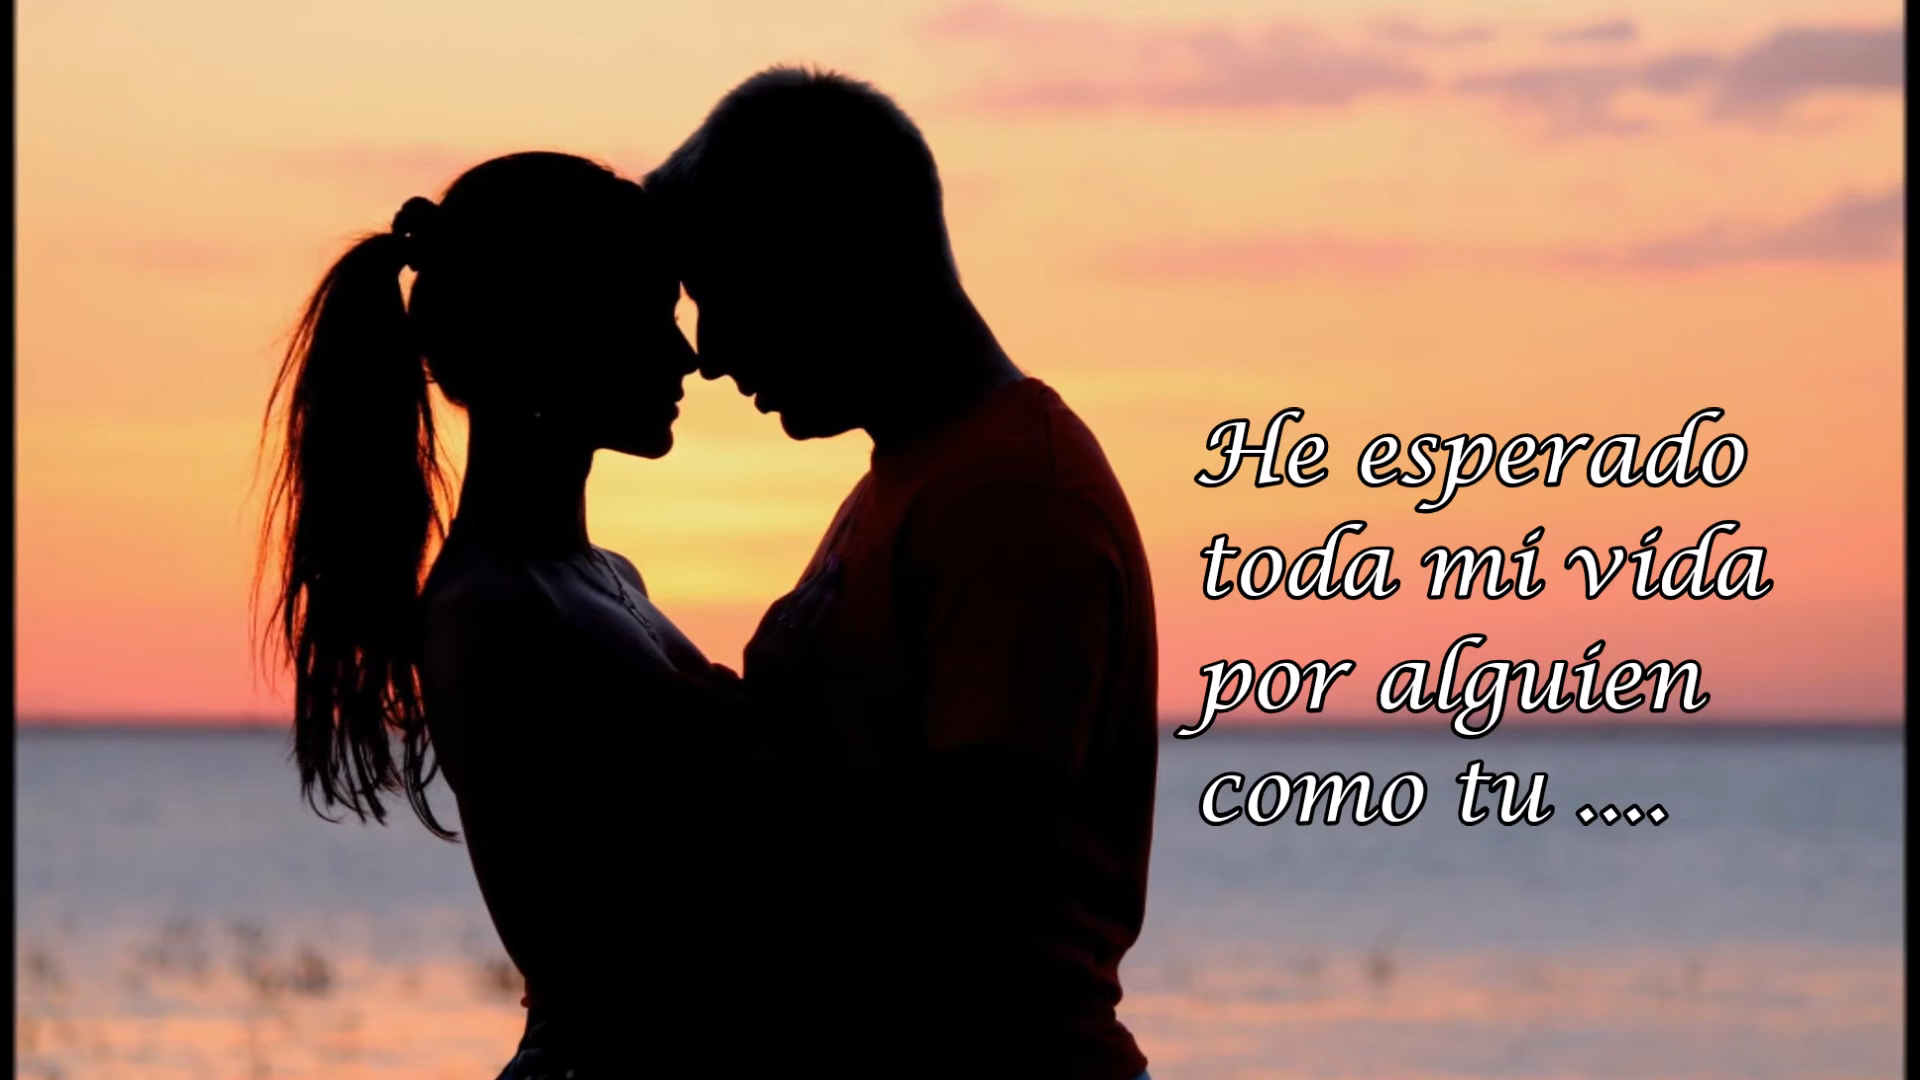 He esperado
toda mi vida
por alguien
como tu ....